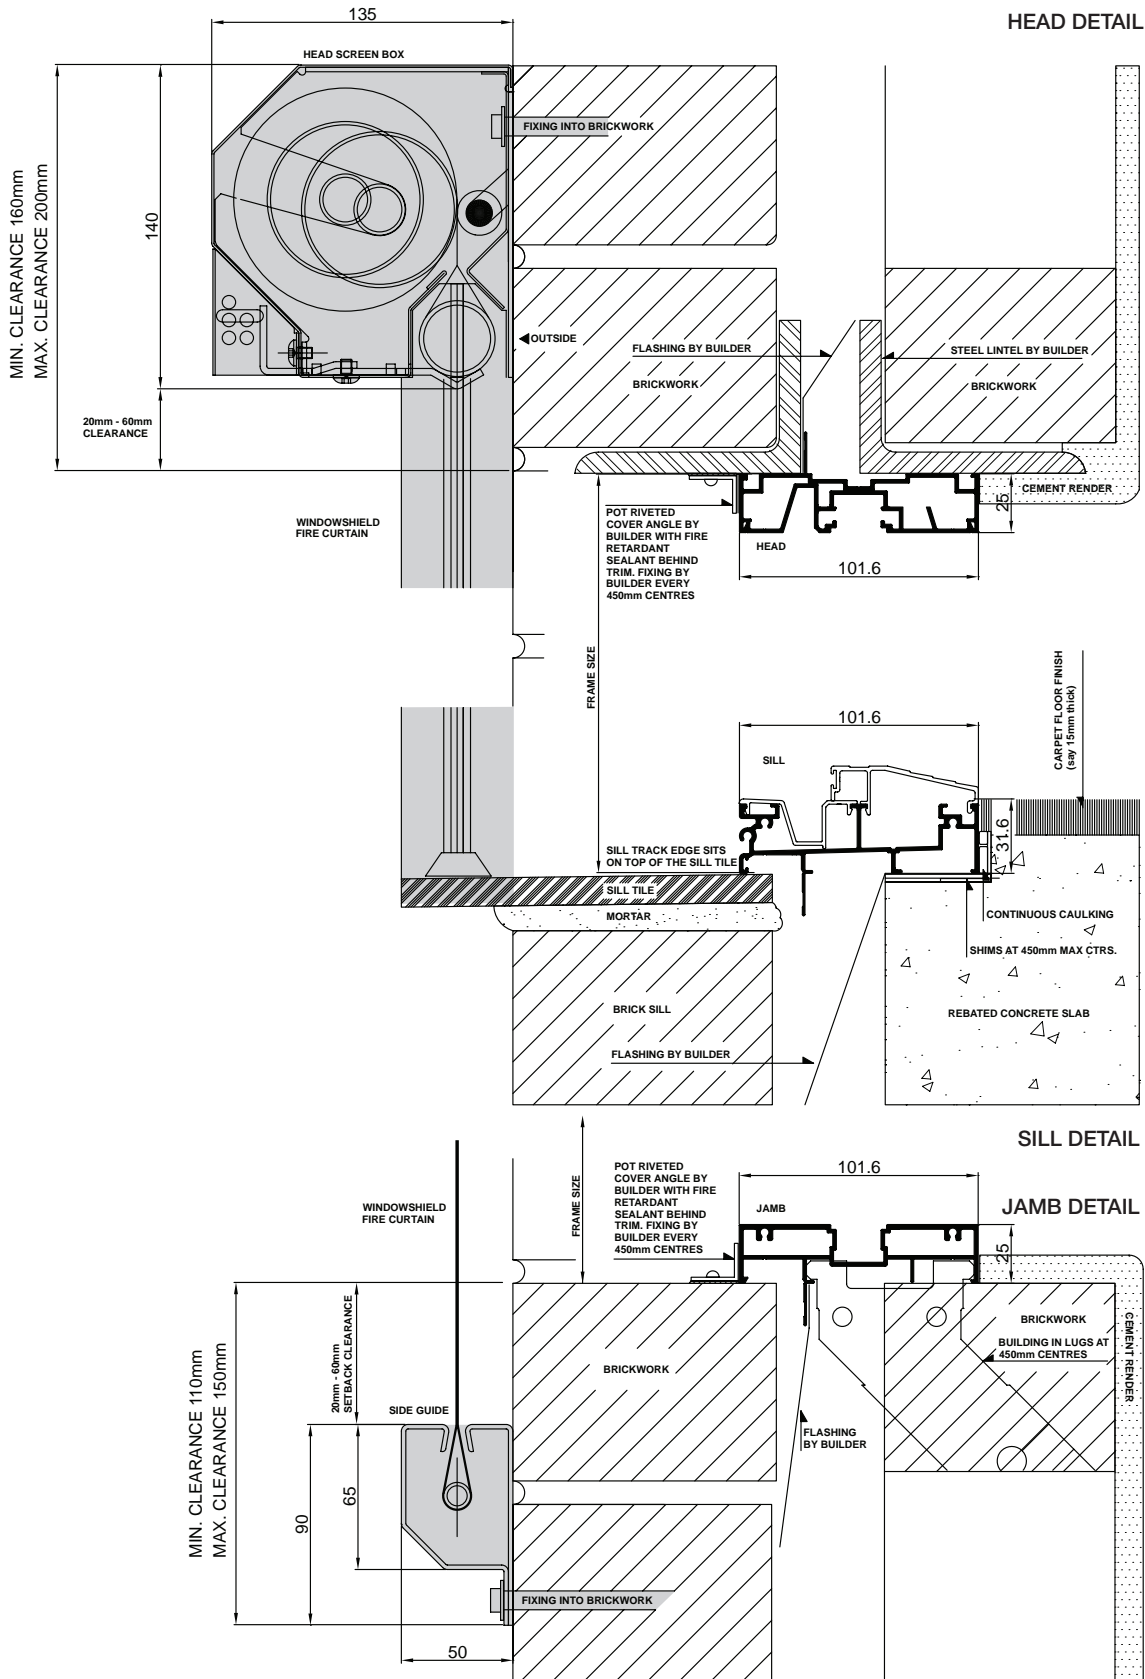 HEAD DETAIL
135
HEAD SCREEN BOX
MIN. CLEARANCE 160mm
MAX. CLEARANCE 200mm
140
20mm - 60mm
CLEARANCE
FIXING INTO BRICKWORK
OUTSIDE
FLASHING BY BUILDER
BRICKWORK
STEEL LINTEL BY BUILDER
BRICKWORK
CEMENT RENDER
25
WINDOWSHIELD
FIRE CURTAIN
POT RIVETED
COVER ANGLE BY
BUILDER WITH FIRE
RETARDANT
SEALANT BEHIND
TRIM. FIXING BY
BUILDER EVERY
450mm CENTRES
HEAD
101.6
FRAME SIZE
101.6
SILL
CARPET FLOOR FINISH
(say 15mm thick)
31.6
SILL TRACK EDGE SITS
ON TOP OF THE SILL TILE
SILL TILE
MORTAR
CONTINUOUS CAULKING
SHIMS AT 450mm MAX CTRS.
BRICK SILL
REBATED CONCRETE SLAB
FLASHING BY BUILDER
SILL DETAIL
JAMB DETAIL
101.6
JAMB
25
FRAME SIZE
POT RIVETED
COVER ANGLE BY
BUILDER WITH FIRE
RETARDANT
SEALANT BEHIND
TRIM. FIXING BY
BUILDER EVERY
450mm CENTRES
WINDOWSHIELD
FIRE CURTAIN
MIN. CLEARANCE 110mm
MAX. CLEARANCE 150mm
20mm - 60mm
SETBACK CLEARANCE
BRICKWORK
BRICKWORK
BUILDING IN LUGS AT
450mm CENTRES
CEMENT RENDER
SIDE GUIDE
FLASHING
BY BUILDER
65
90
FIXING INTO BRICKWORK
50